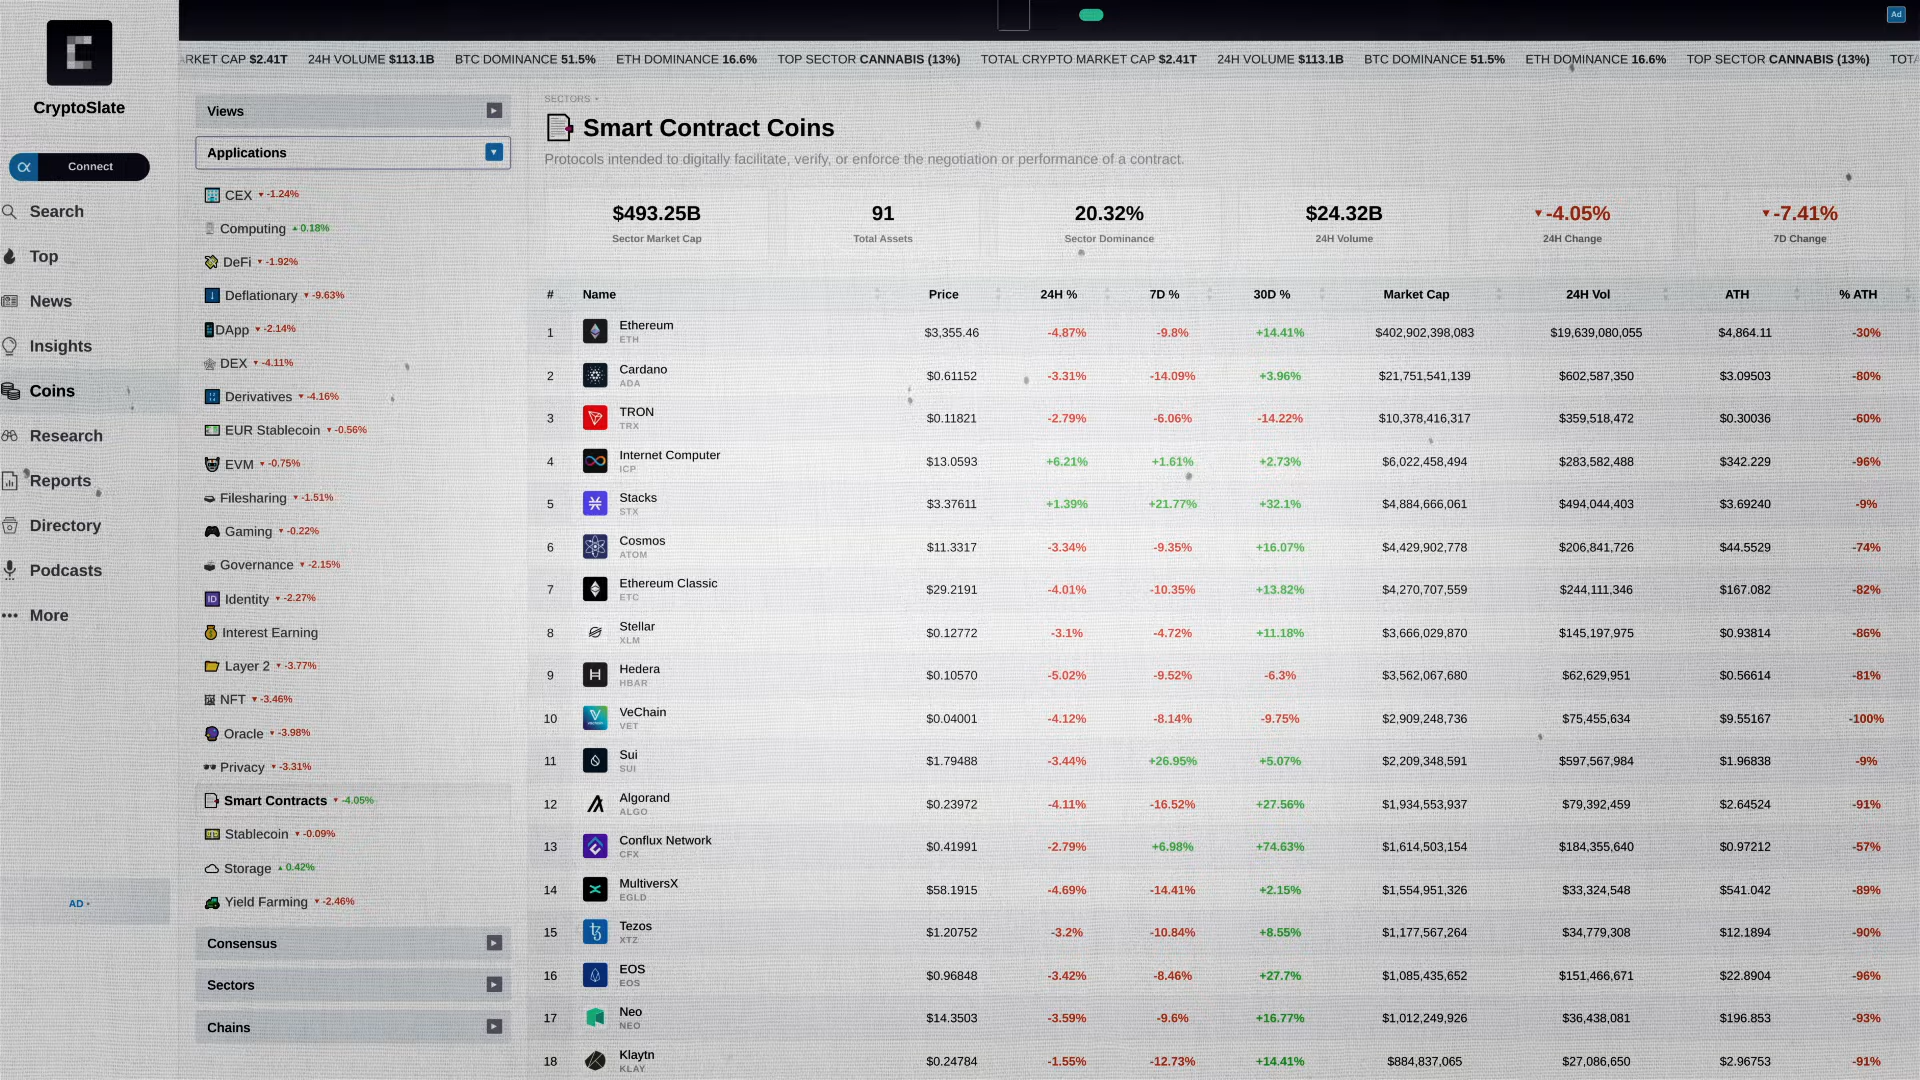 Ad
RKET CAP $2.41T 24H VOLUME $113.1B BTC DOMINANCE 51.5% ETH DOMINANCE 16.6% TOP SECTOR CANNABIS (13%) TOTAL CRYPTO MARKET CAP $2.41T 24H VOLUME $113.1B BTC DOMINANCE 51.5% ETH DOMINANCE 16.6% TOP SECTOR CANNABIS (13%) TOTA
CryptoSlate
Connect
Search
Top
News
Insights
Coins
Research
Reports
Directory
Podcasts
More
AD
Views
Applications
CEX -1.24%
Computing 0.18%
DeFi -1.92%
Deflationary -9.63%
DApp -2.14%
DEX -4.11%
Derivatives -4.16%
EUR Stablecoin -0.56%
EVM -0.75%
Filesharing -1.51%
Gaming -0.22%
Governance -2.15%
Identity -2.27%
Interest Earning
Layer 2 -3.77%
NFT -3.46%
Oracle -3.98%
Privacy -3.31%
Smart Contracts -4.05%
Stablecoin -0.09%
Storage 0.42%
Yield Farming -2.46%
Consensus
Sectors
Chains
SECTORS
Smart Contract Coins
Protocols intended to digitally facilitate, verify, or enforce the negotiation or performance of a contract.
$493.25B 91 20.32% $24.32B -4.05% -7.41%
Sector Market Cap Total Assets Sector Dominance 24H Volume 24H Change 7D Change
# Name Price 24H % 7D % 30D % Market Cap 24H Vol ATH % ATH
1 Ethereum ETH $3,355.46 -4.87% -9.8% +14.41% $402,902,398,083 $19,639,080,055 $4,864.11 -30%
2 Cardano ADA $0.61152 -3.31% -14.09% +3.96% $21,751,541,139 $602,587,350 $3.09503 -80%
3 TRON TRX $0.11821 -2.79% -6.06% -14.22% $10,378,416,317 $359,518,472 $0.30036 -60%
4 Internet Computer ICP $13.0593 +6.21% +1.61% +2.73% $6,022,458,494 $283,582,488 $342.229 -96%
5 Stacks STX $3.37611 +1.39% +21.77% +32.1% $4,884,666,061 $494,044,403 $3.69240 -9%
6 Cosmos ATOM $11.3317 -3.34% -9.35% +16.07% $4,429,902,778 $206,841,726 $44.5529 -74%
7 Ethereum Classic ETC $29.2191 -4.01% -10.35% +13.82% $4,270,707,559 $244,111,346 $167.082 -82%
8 Stellar XLM $0.12772 -3.1% -4.72% +11.18% $3,666,029,870 $145,197,975 $0.93814 -86%
9 Hedera HBAR $0.10570 -5.02% -9.52% -6.3% $3,562,067,680 $62,629,951 $0.56614 -81%
10 VeChain VET $0.04001 -4.12% -8.14% -9.75% $2,909,248,736 $75,455,634 $9.55167 -100%
11 Sui SUI $1.79488 -3.44% +26.95% +5.07% $2,209,348,591 $597,567,984 $1.96838 -9%
12 Algorand ALGO $0.23972 -4.11% -16.52% +27.56% $1,934,553,937 $79,392,459 $2.64524 -91%
13 Conflux Network CFX $0.41991 -2.79% +6.98% +74.63% $1,614,503,154 $184,355,640 $0.97212 -57%
14 MultiversX EGLD $58.1915 -4.69% -14.41% +2.15% $1,554,951,326 $33,324,548 $541.042 -89%
15 Tezos XTZ $1.20752 -3.2% -10.84% +8.55% $1,177,567,264 $34,779,308 $12.1894 -90%
16 EOS EOS $0.96848 -3.42% -8.46% +27.7% $1,085,435,652 $151,466,671 $22.8904 -96%
17 Neo NEO $14.3503 -3.59% -9.6% +16.77% $1,012,249,926 $36,438,081 $196.853 -93%
18 Klaytn KLAY $0.24784 -1.55% -12.73% +14.41% $884,837,065 $27,086,650 $2.96753 -91%